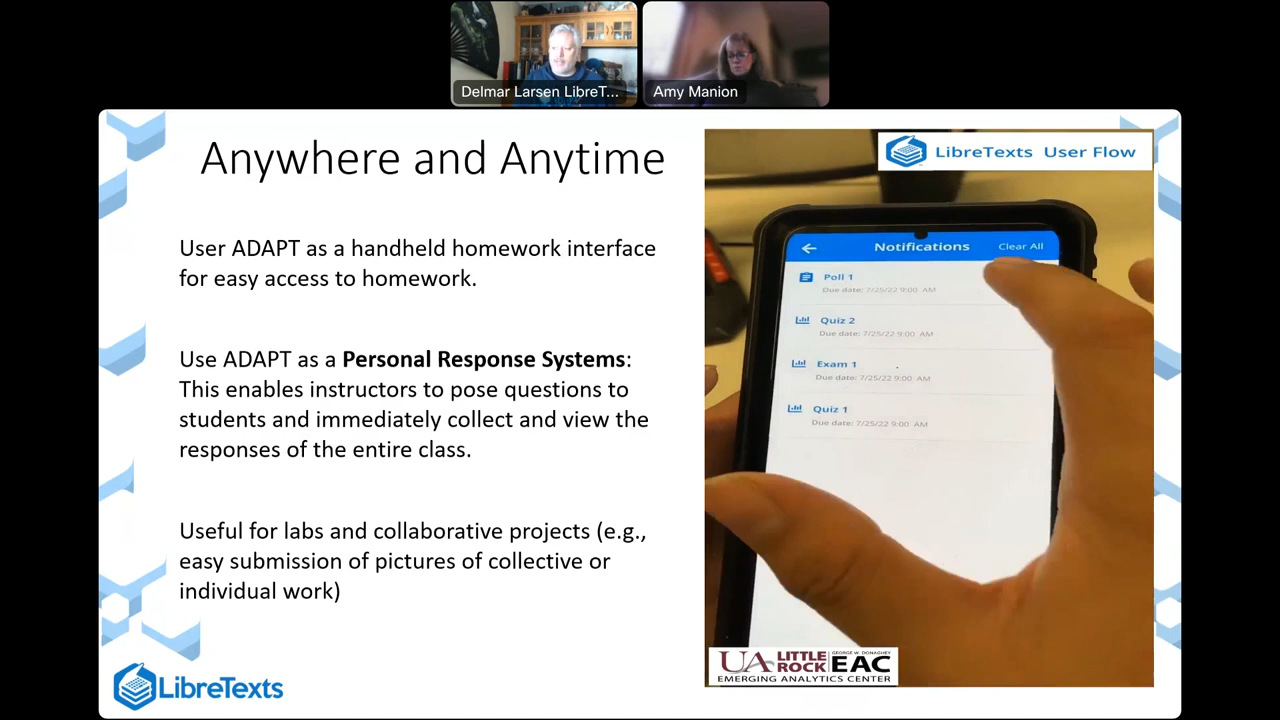 Delmar Larsen LibreT...
Amy Manion
Anywhere and Anytime
User ADAPT as a handheld homework interface
for easy access to homework.
Use ADAPT as a Personal Response Systems:
This enables instructors to pose questions to
students and immediately collect and view the
responses of the entire class.
Useful for labs and collaborative projects (e.g.,
easy submission of pictures of collective or
individual work)
LibreTexts
LibreTexts User Flow
Notifications
Clear All
Poll 1
Due date: 7/25/22 9:00 AM
Quiz 2
Due date: 7/25/22 9:00 AM
Exam 1
Due date: 7/25/22 9:00 AM
Quiz 1
Due date: 7/25/22 9:00 AM
UA LITTLE ROCK
GEORGE W. DONAGHEY
EAC
EMERGING ANALYTICS CENTER